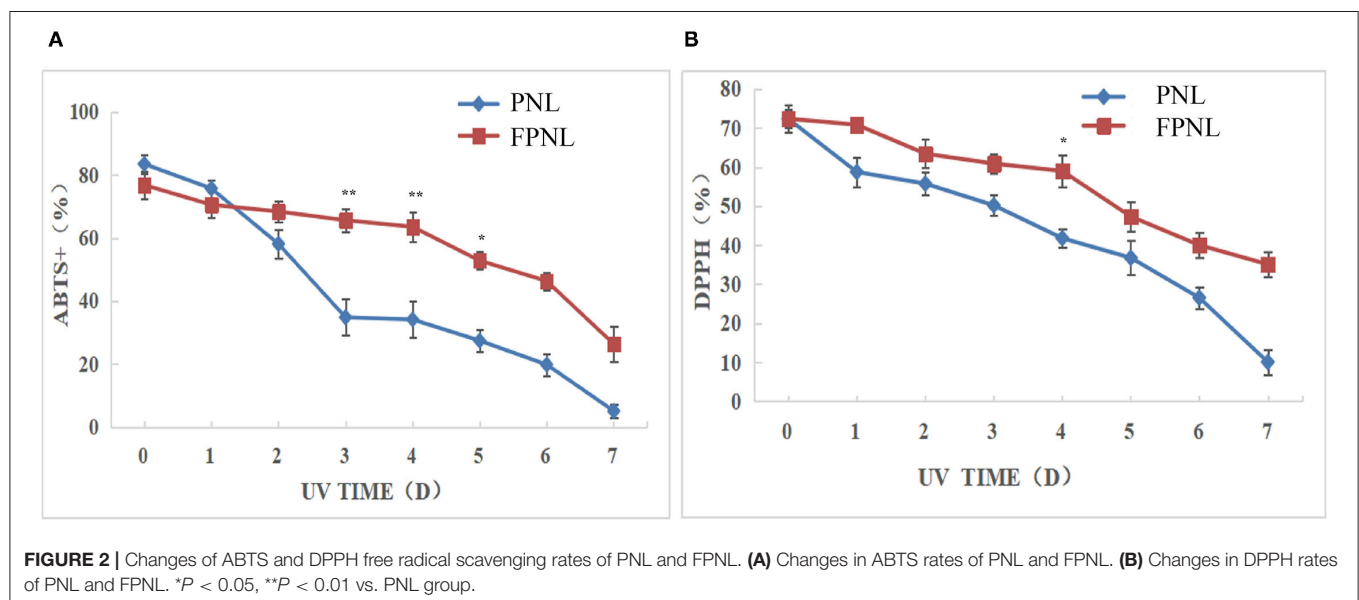 A
B
100
80
60
40
20
0
ABTS+ (%)
PNL
FPNL
**
**
*
0 1 2 3 4 5 6 7
UV TIME（D）
80
70
60
50
40
30
20
10
0
DPPH（%）
PNL
FPNL
*
0 1 2 3 4 5 6 7
UV TIME（D）
FIGURE 2 | Changes of ABTS and DPPH free radical scavenging rates of PNL and FPNL. (A) Changes in ABTS rates of PNL and FPNL. (B) Changes in DPPH rates
of PNL and FPNL. *P < 0.05, **P < 0.01 vs. PNL group.